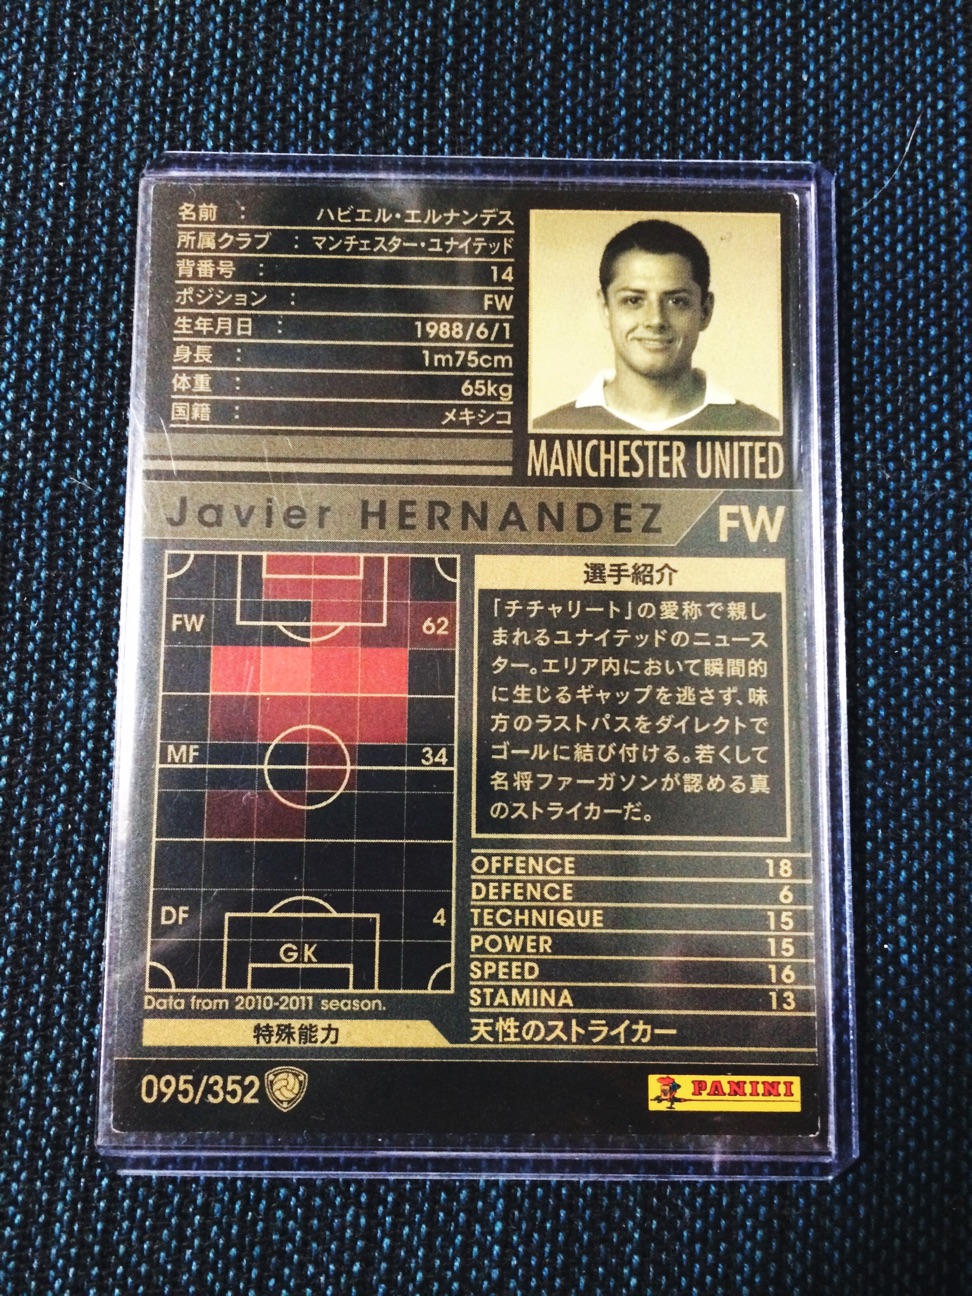 名前 : ハビエル・エルナンデス
所属クラブ : マンチェスター・ユナイテッド
背番号 : 14
ポジション : FW
生年月日 : 1988/6/1
身長 : 1m75cm
体重 : 65kg
国籍 : メキシコ
MANCHESTER UNITED
Javier HERNANDEZ FW
FW 62
MF 34
DF 4
GK
Data from 2010-2011 season.
選手紹介
「チチャリート」の愛称で親し
まれるユナイテッドのニュース
ター。エリア内において瞬間的
に生じるギャップを逃さず、味
方のラストパスをダイレクトで
ゴールに結び付ける。若くして
名将ファーガソンが認める真
のストライカーだ。
OFFENCE 18
DEFENCE 6
TECHNIQUE 15
POWER 15
SPEED 16
STAMINA 13
特殊能力 天性のストライカー
095/352
PANINI